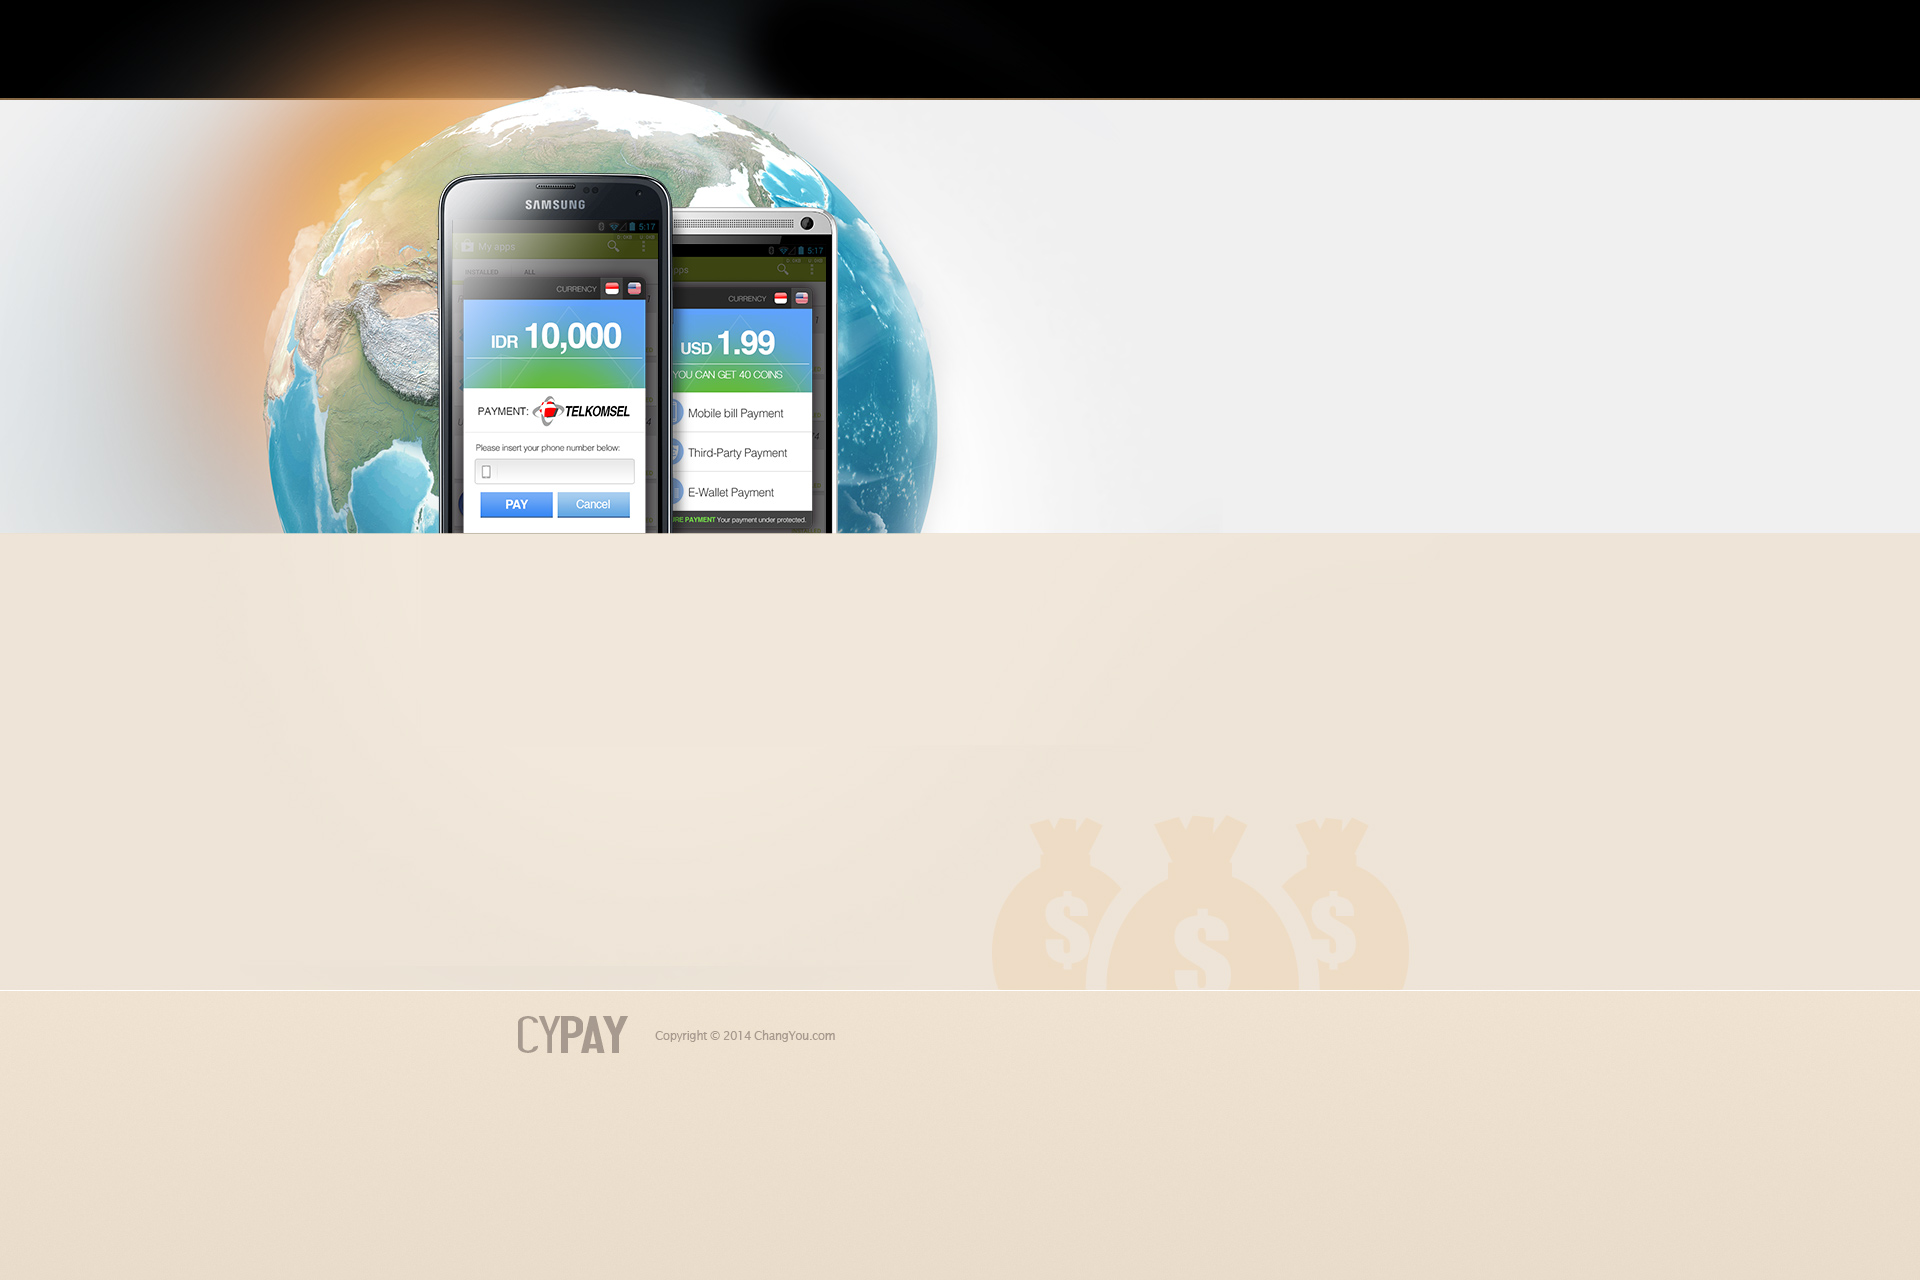 SAMSUNG
5:17
My apps
INSTALLED ALL
CURRENCY
IDR 10,000
PAYMENT: TELKOMSEL
Please insert your phone number below:
PAY Cancel
5:17
pps
CURRENCY
USD 1.99
YOU CAN GET 40 COINS
Mobile bill Payment
Third-Party Payment
E-Wallet Payment
URE PAYMENT Your payment under protected.
$ $ $
CYPAY Copyright © 2014 ChangYou.com